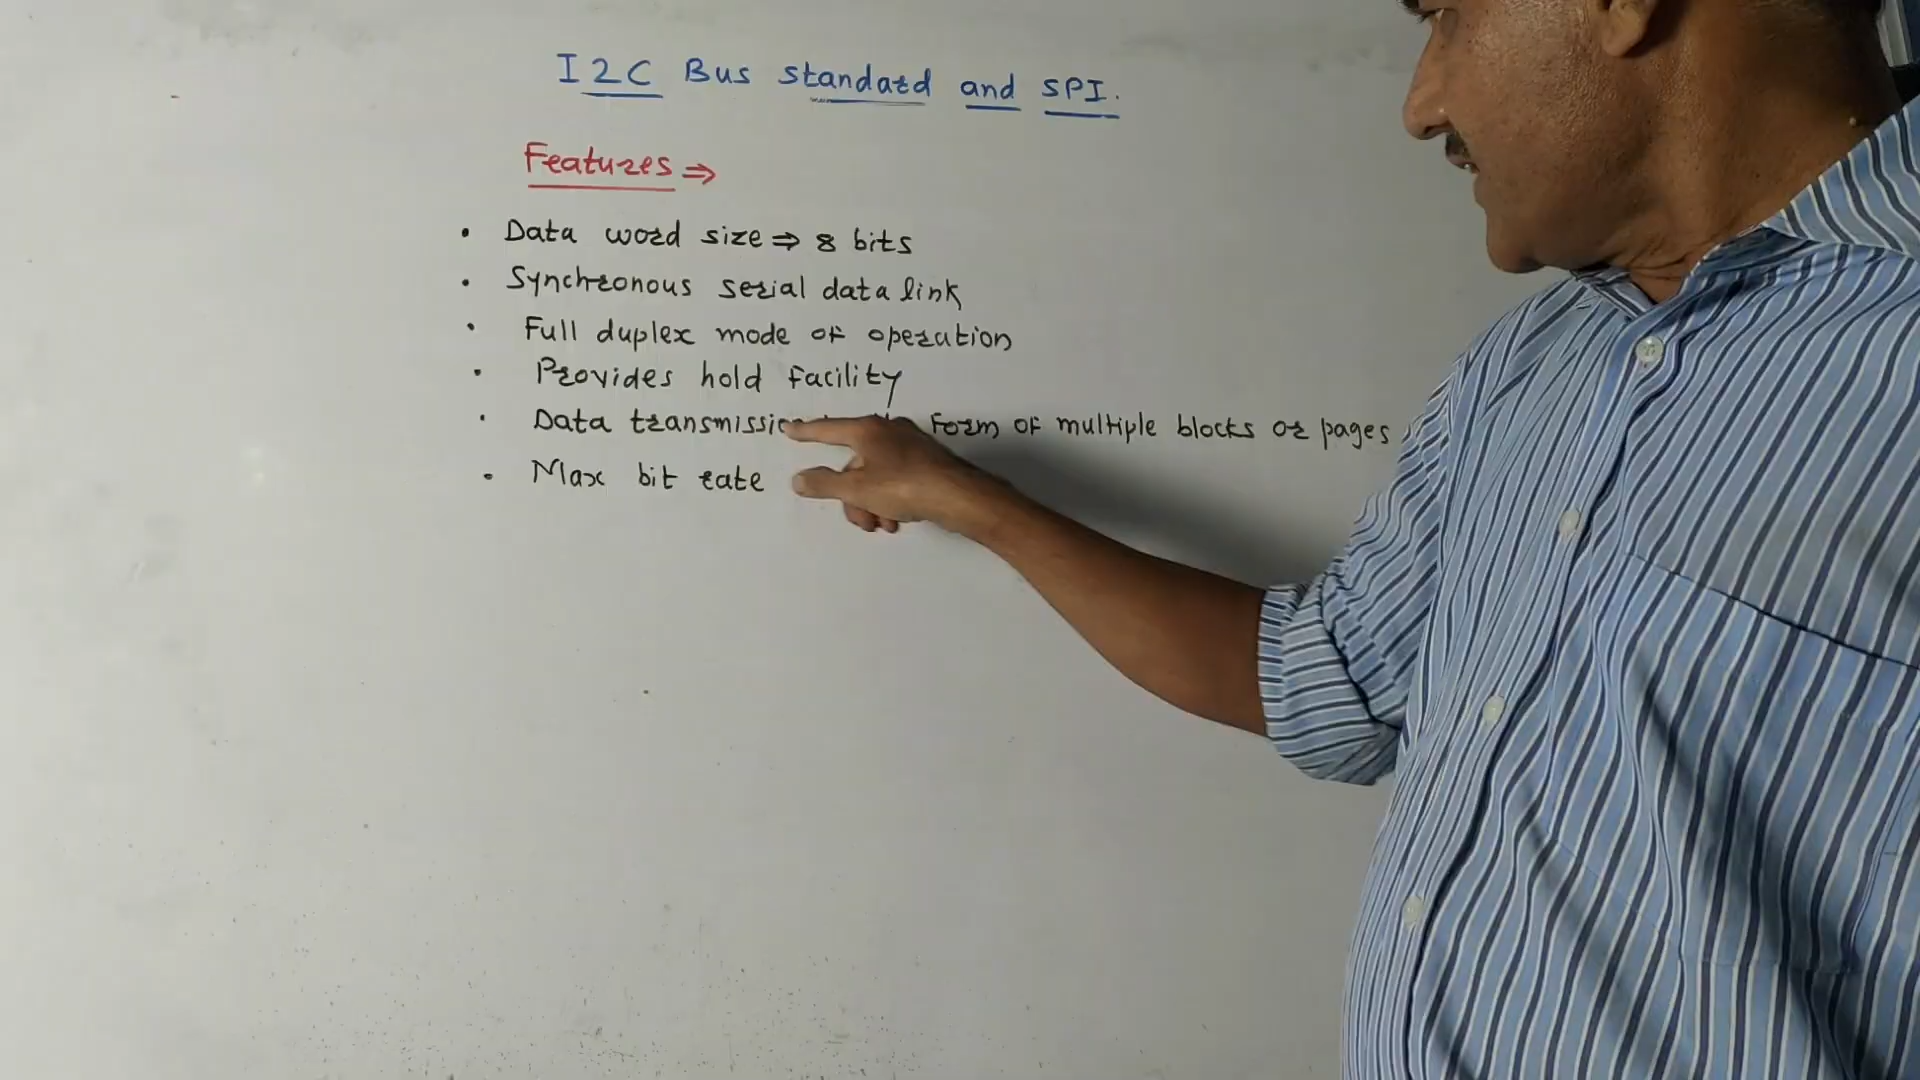 I2C Bus standard and SPI.
Features ⇒
• Data word size ⇒ 8 bits
• Synchronous serial data link
• Full duplex mode of operation
• Provides hold facility
• Data transmission form of multiple blocks or pages
• Max bit rate